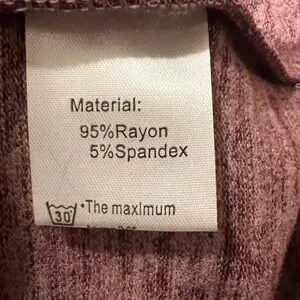 Material:
95%Rayon
5%Spandex
30 •The maximum